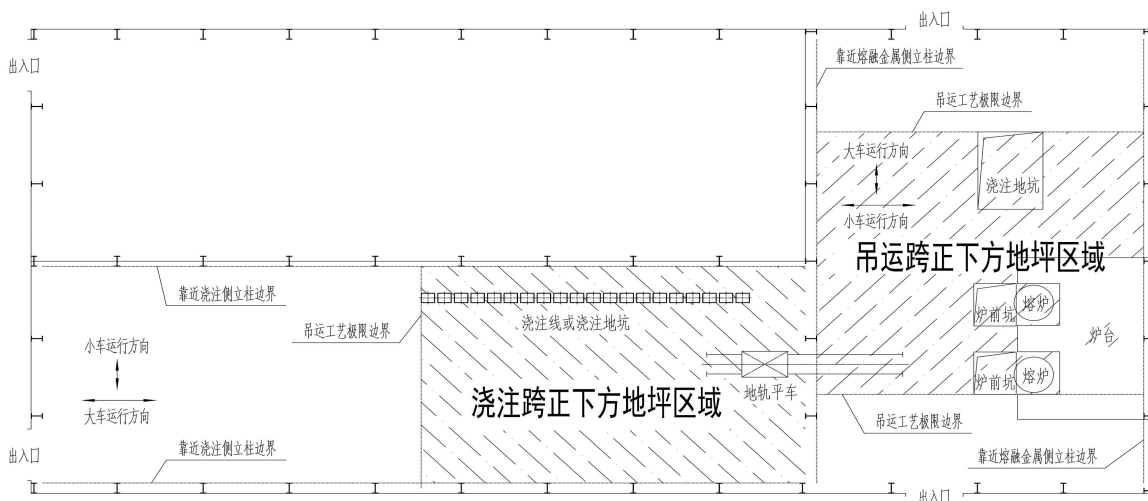 出入口
出入口
靠近熔融金属侧立柱边界
吊运工艺极限边界
大车运行方向
小车运行方向
浇注地坑
吊运跨正下方地坪区域
靠近浇注侧立柱边界
吊运工艺极限边界
浇注线或浇注地坑
炉前坑
熔炉
炉台
小车运行方向
大车运行方向
浇注跨正下方地坪区域
地轨平车
炉前坑
熔炉
吊运工艺极限边界
靠近浇注侧立柱边界
出入口
靠近熔融金属侧立柱边界
出入口